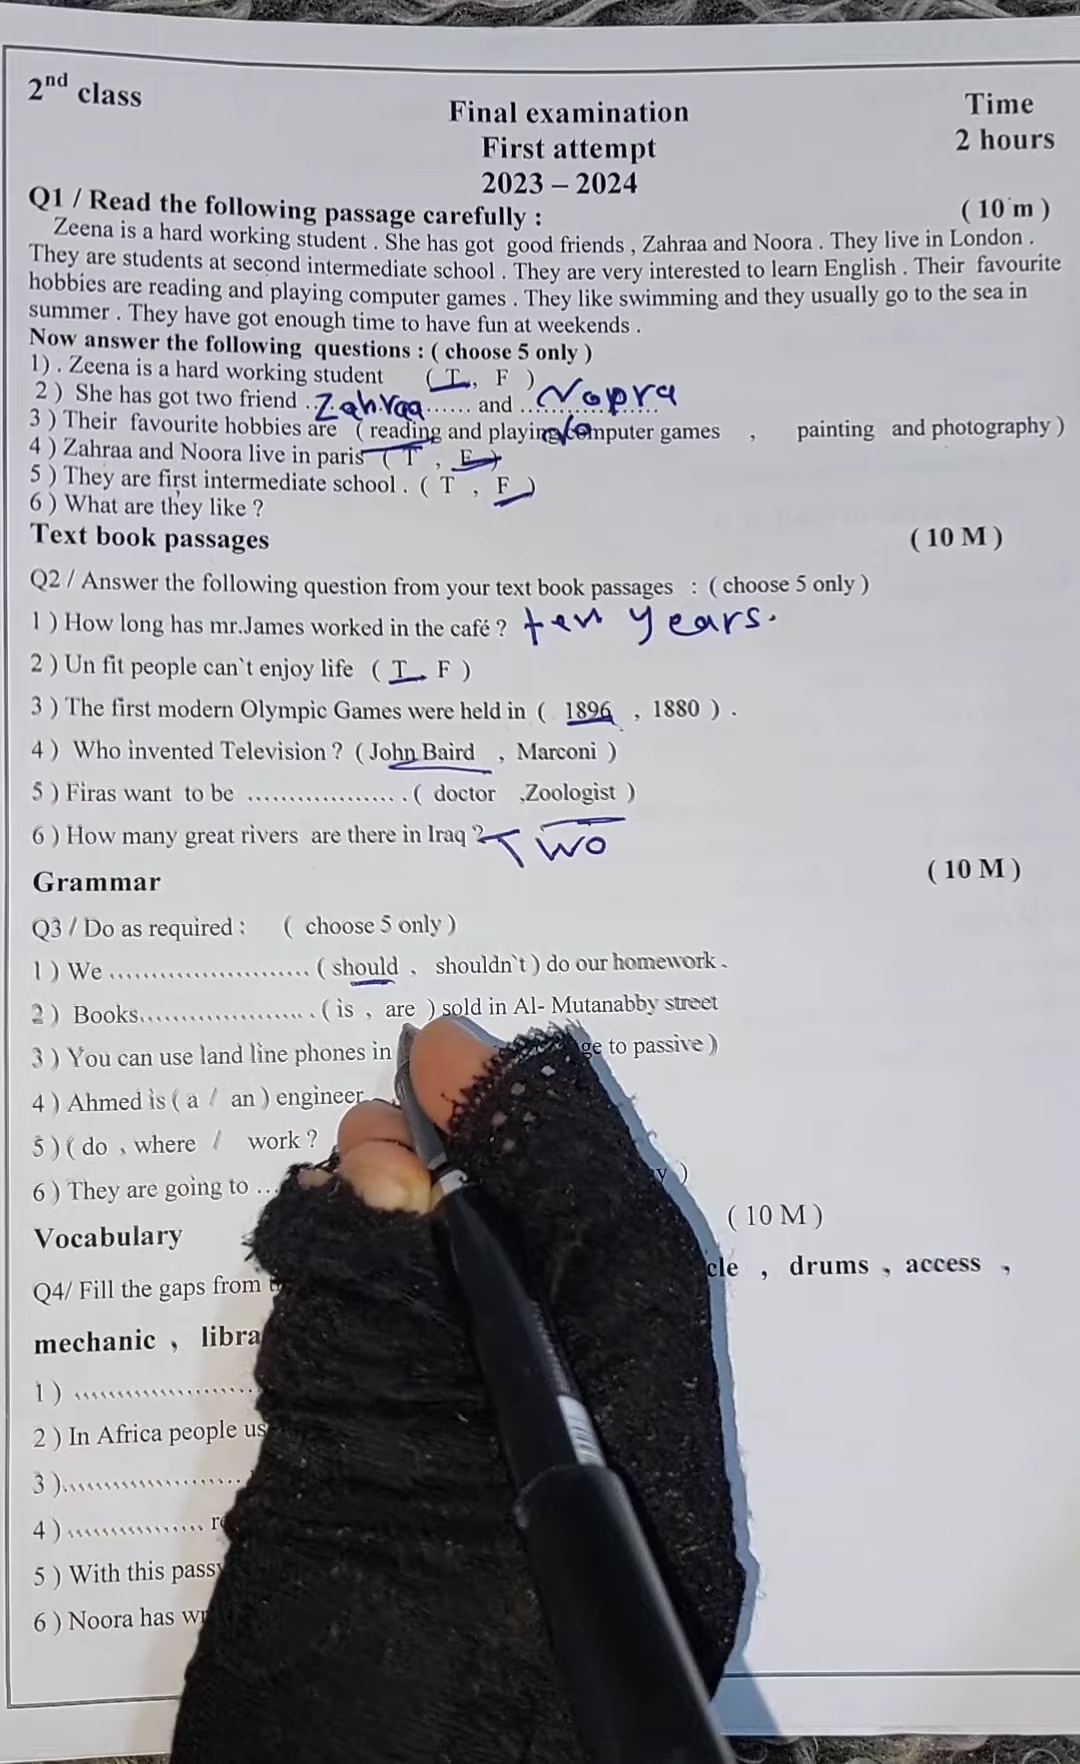 2nd class
Final examination
Time
First attempt
2 hours
2023 – 2024
Q1 / Read the following passage carefully :
( 10 m )
Zeena is a hard working student . She has got good friends , Zahraa and Noora . They live in London .
They are students at second intermediate school . They are very interested to learn English . Their favourite
hobbies are reading and playing computer games . They like swimming and they usually go to the sea in
summer . They have got enough time to have fun at weekends .
Now answer the following questions : ( choose 5 only )
1) . Zeena is a hard working student ( T , F )
2 ) She has got two friend ..Zahraa...... and ...Noora...
3 ) Their favourite hobbies are ( reading and playing computer games , painting and photography )
4 ) Zahraa and Noora live in paris ( T , F )
5 ) They are first intermediate school . ( T , F )
6 ) What are they like ?
Text book passages
( 10 M )
Q2 / Answer the following question from your text book passages : ( choose 5 only )
1 ) How long has mr.James worked in the café ? ten years.
2 ) Un fit people can`t enjoy life ( T F )
3 ) The first modern Olympic Games were held in ( 1896 , 1880 ) .
4 ) Who invented Television ? ( John Baird , Marconi )
5 ) Firas want to be ................... ( doctor ,Zoologist )
6 ) How many great rivers are there in Iraq ? Two
Grammar
( 10 M )
Q3 / Do as required : ( choose 5 only )
1 ) We ........................ ( should , shouldn`t ) do our homework .
2 ) Books..................... ( is , are ) sold in Al- Mutanabby street
3 ) You can use land line phones in ge to passive )
4 ) Ahmed is ( a / an ) engineer
5 ) ( do , where / work ?
6 ) They are going to ... y )
Vocabulary
( 10 M )
Q4/ Fill the gaps from cle , drums , access ,
mechanic , libra
1 ) .......................
2 ) In Africa people us
3 ).......................
4 ) ................ r
5 ) With this pass
6 ) Noora has wr